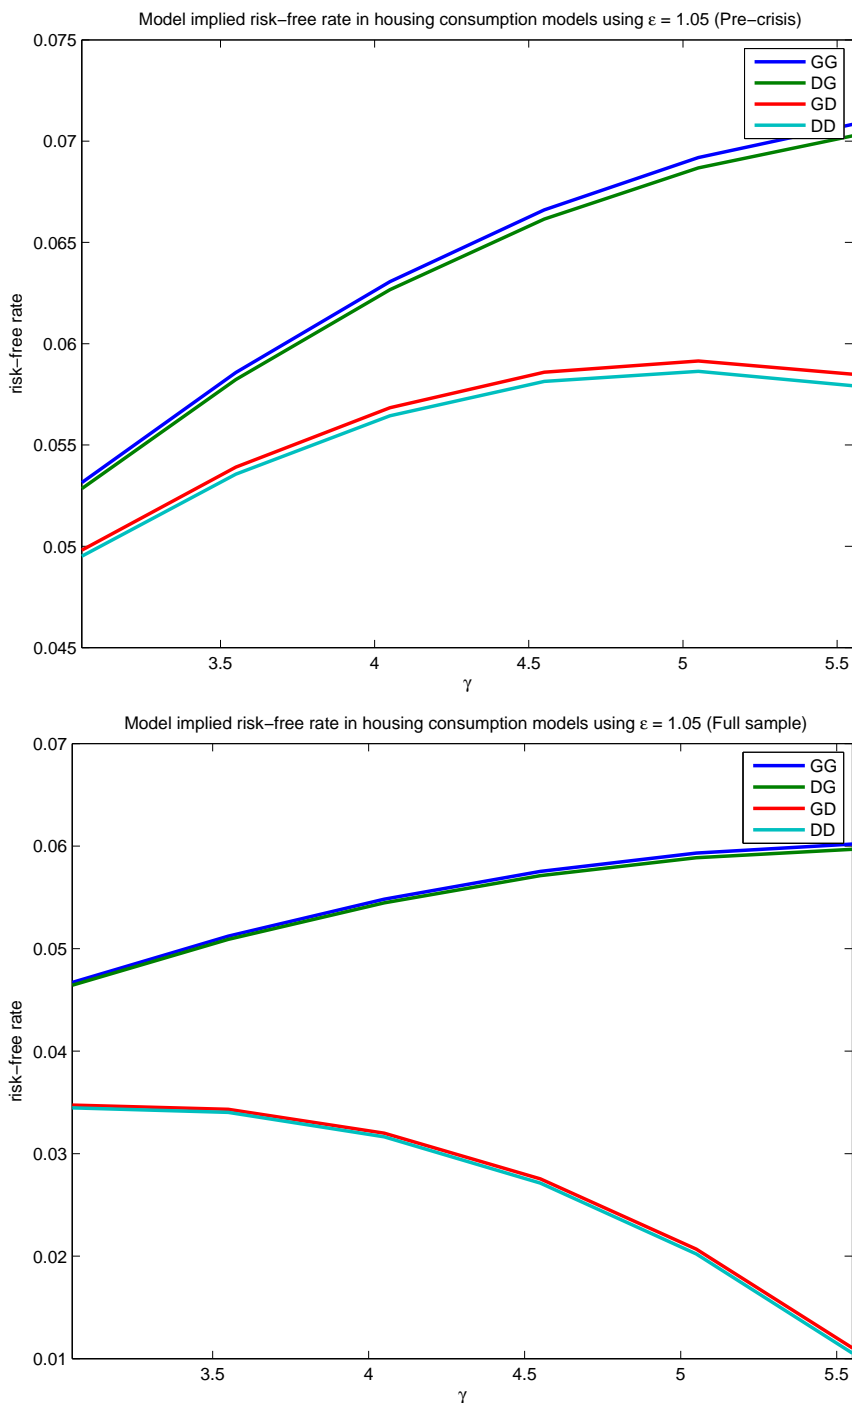 Model implied risk−free rate in housing consumption models using ε = 1.05 (Pre−crisis)
0.075
0.07
0.065
0.06
0.055
0.05
0.045
risk−free rate
GG
DG
GD
DD
3.5
4
4.5
5
5.5
γ
Model implied risk−free rate in housing consumption models using ε = 1.05 (Full sample)
0.07
0.06
0.05
0.04
0.03
0.02
0.01
risk−free rate
GG
DG
GD
DD
3.5
4
4.5
5
5.5
γ